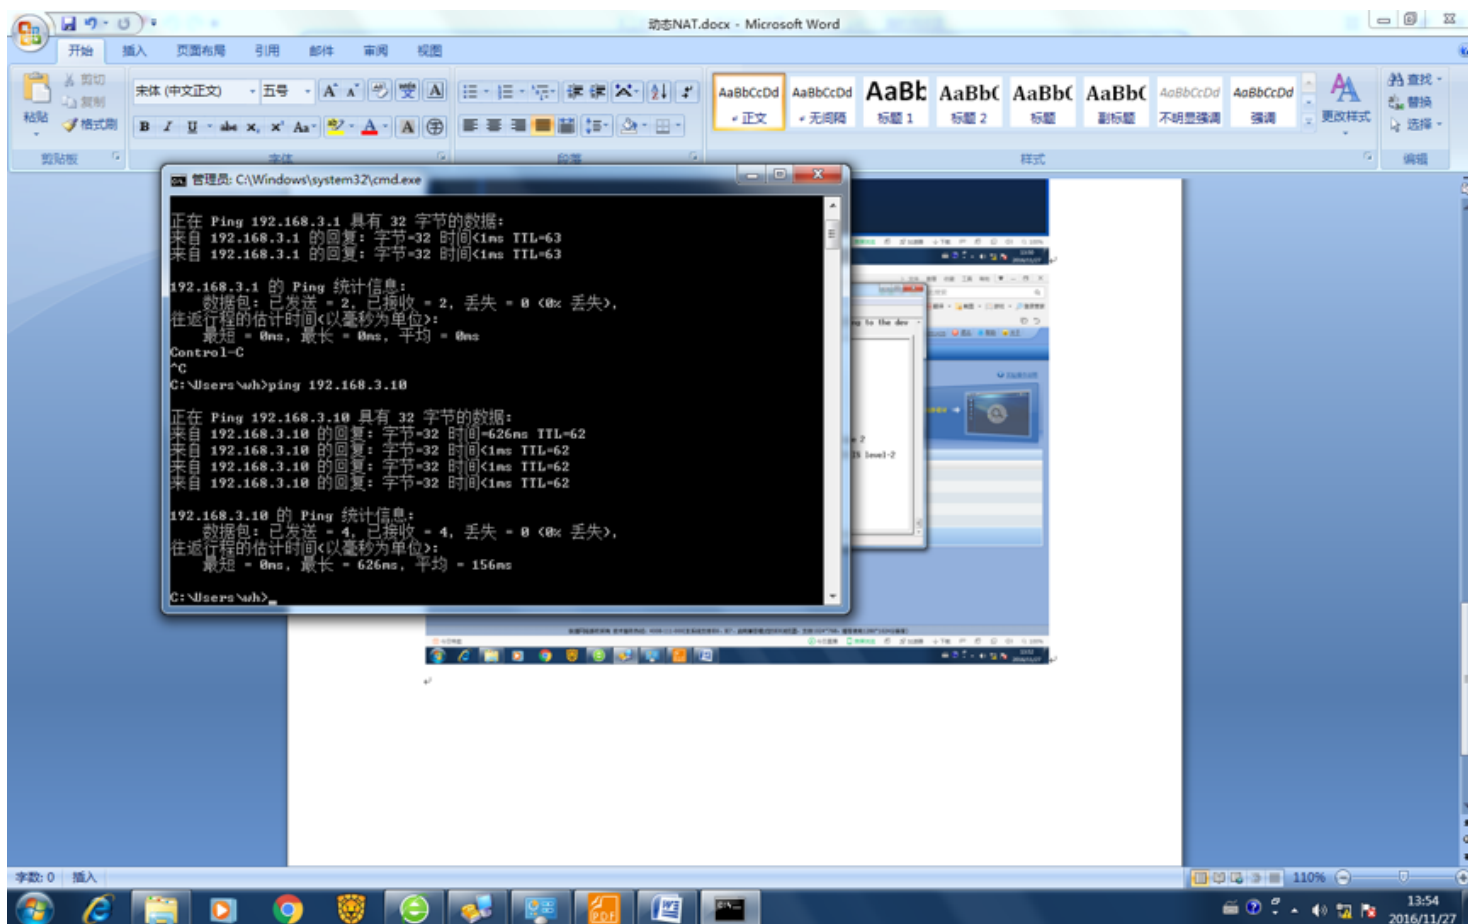 动态NAT.docx - Microsoft Word
开始 插入 页面布局 引用 邮件 审阅 视图
剪切
复制
格式刷
粘贴
宋体 (中文正文) 五号
AaBbCcDd AaBbCcDd AaBb AaBb( AaBb( AaBb( AaBbCcDd AaBbCcDd
正文 无间隔 标题 1 标题 2 标题 副标题 不明显强调 强调
更改样式
查找
替换
选择
剪贴板 字体 段落 样式 编辑
管理员: C:\Windows\system32\cmd.exe
正在 Ping 192.168.3.1 具有 32 字节的数据:
来自 192.168.3.1 的回复: 字节=32 时间<1ms TTL=63
来自 192.168.3.1 的回复: 字节=32 时间<1ms TTL=63
192.168.3.1 的 Ping 统计信息:
数据包: 已发送 = 2, 已接收 = 2, 丢失 = 0 (0% 丢失),
往返行程的估计时间(以毫秒为单位):
最短 = 0ms, 最长 = 0ms, 平均 = 0ms
Control-C
^C
C:\Users\wh>ping 192.168.3.10
正在 Ping 192.168.3.10 具有 32 字节的数据:
来自 192.168.3.10 的回复: 字节=32 时间=626ms TTL=62
来自 192.168.3.10 的回复: 字节=32 时间<1ms TTL=62
来自 192.168.3.10 的回复: 字节=32 时间<1ms TTL=62
来自 192.168.3.10 的回复: 字节=32 时间<1ms TTL=62
192.168.3.10 的 Ping 统计信息:
数据包: 已发送 = 4, 已接收 = 4, 丢失 = 0 (0% 丢失),
往返行程的估计时间(以毫秒为单位):
最短 = 0ms, 最长 = 626ms, 平均 = 156ms
C:\Users\wh>_
ng to the dev
= 2
IS level-2
字数: 0 插入 110%
13:54
2016/11/27